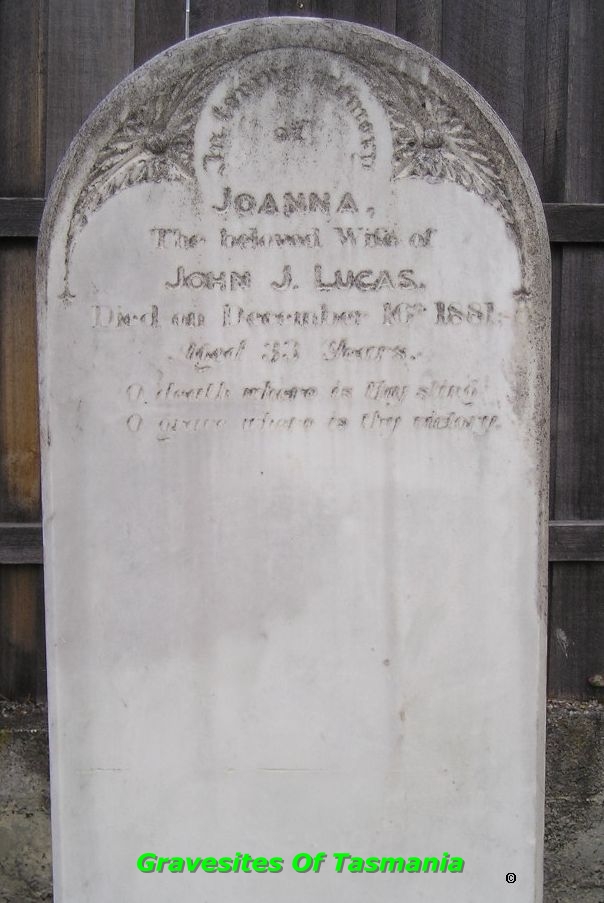 In loving memory
of
JOANNA,
The beloved Wife of
JOHN J. LUCAS.
Died on December 16th 1881.
Aged 33 Years.
O, death where is thy sting
O grave where is thy victory.
Gravesites Of Tasmania
©